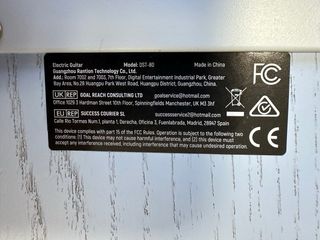 Electric Guitar Model: DST-80 Made in China
Guangzhou Rantion Technology Co., Ltd.
Add: Room 7002 and 7003, 7th Floor, Digital Entertainment Industrial Park, Greater
Bay Area, No.28 Huangpu Park West Road, Huangpu District, Guangzhou, China.
FC
UK REP GOAL REACH CONSULTING LTD goalservice@hotmail.com
Office 1029 3 Hardman Street 10th Floor, Spinningfields Manchester, UK M3 3hf
EU REP SUCCESS COURIER SL successservice2@hotmail.com
Calle Rio Tormas Num.1, planta 1, Derecha, Oficina 3, Fuenlabrada, Madrid, 28947 Spain
UK CA CE
This device complies with part 15 of the FCC Rules. Operation is subject to the following two
conditions: (1) This device may not cause harmful interference, and (2) this device must accept
any interference received, including interference that may cause undesired operation.